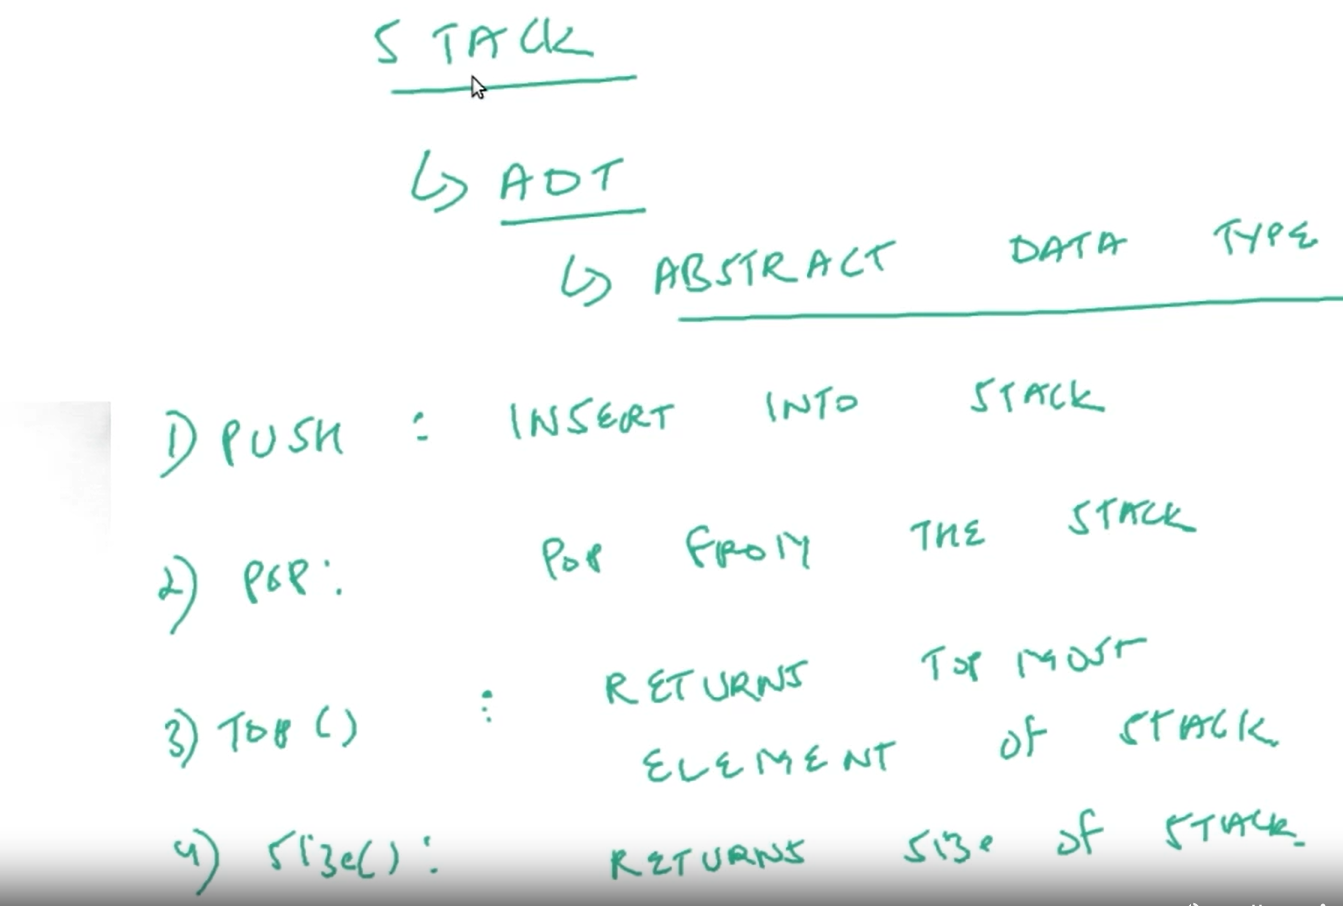 STACK
↳ ADT
↳ ABSTRACT DATA TYPE
1) PUSH : INSERT INTO STACK
2) POP: POP FROM THE STACK
3) TOP () : RETURNS TOP MOST
ELEMENT OF STACK.
4) Size() : RETURNS Size of STACK.